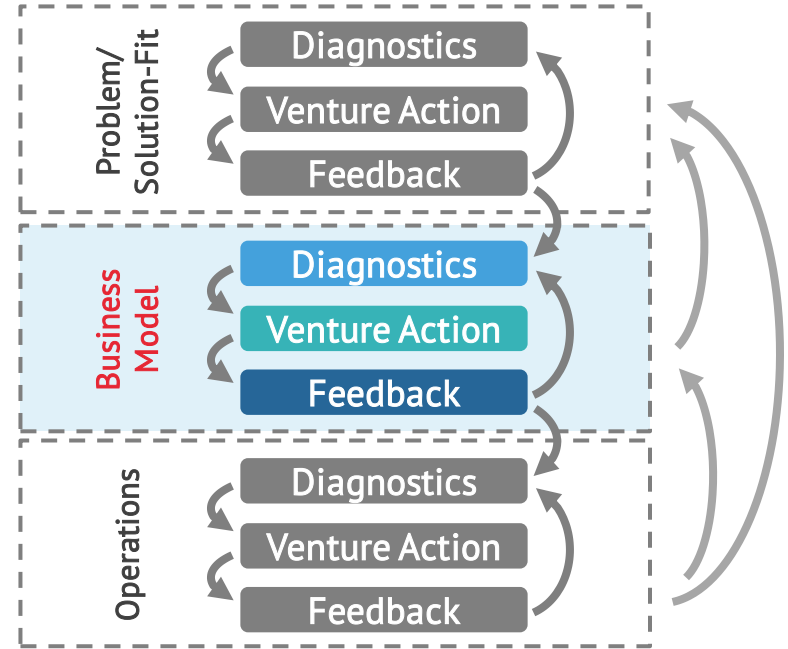 Problem/
Solution-Fit
Diagnostics
Venture Action
Feedback
Business
Model
Diagnostics
Venture Action
Feedback
Operations
Diagnostics
Venture Action
Feedback